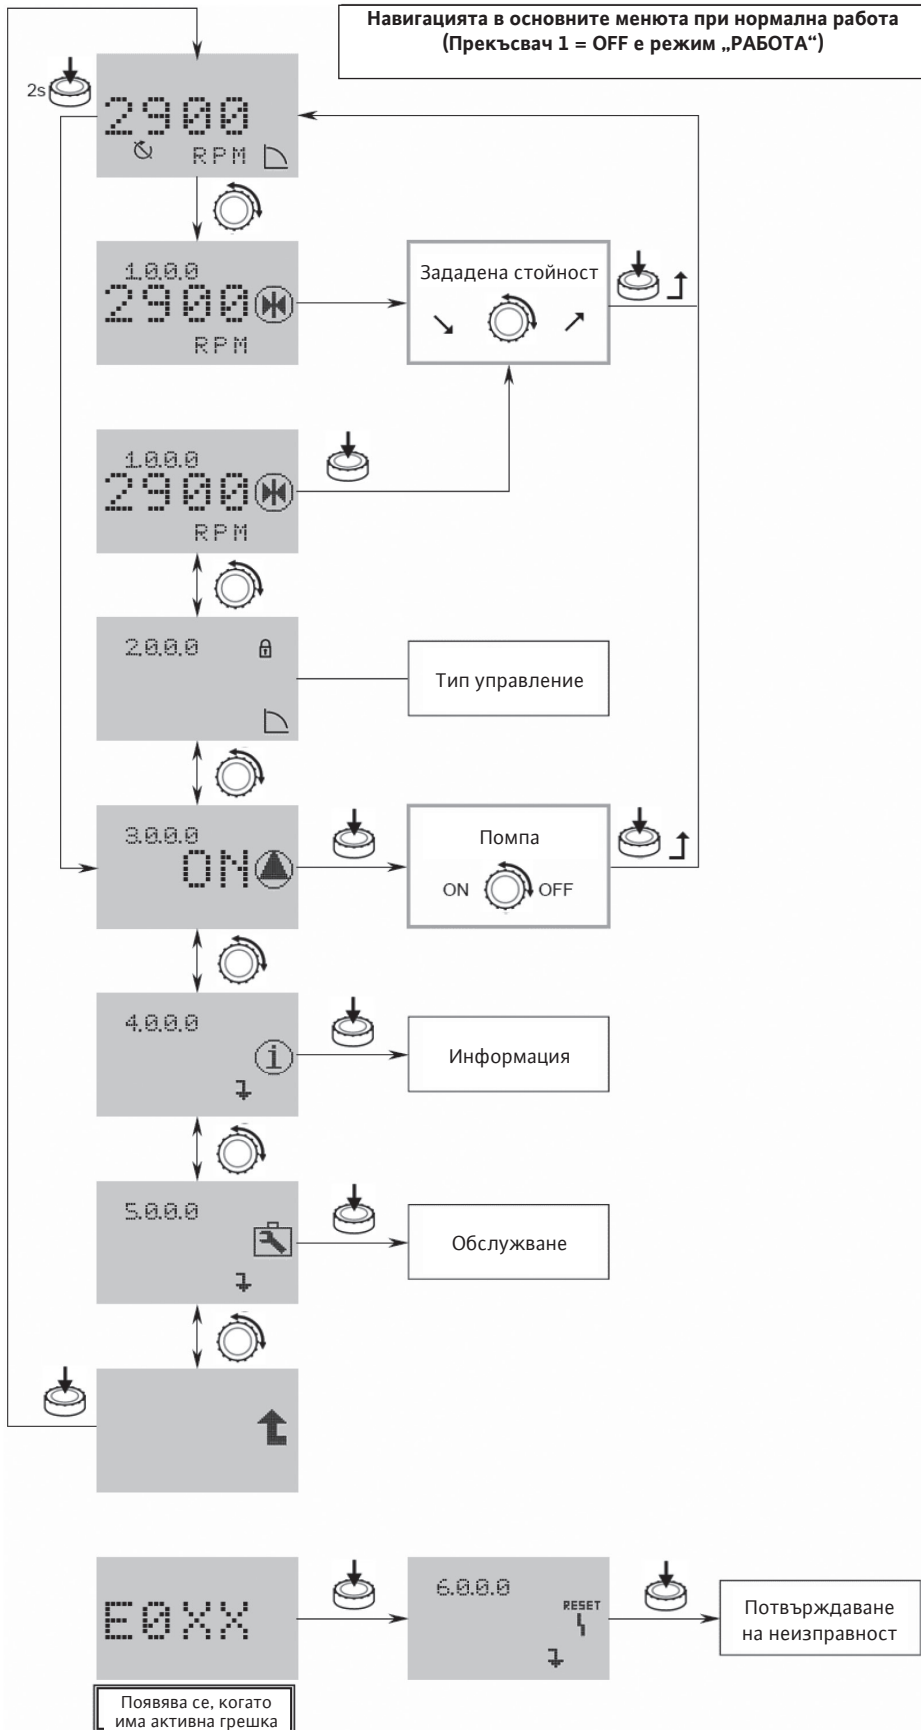 Навигацията в основните менюта при нормална работа
(Прекъсвач 1 = OFF е режим „РАБОТА“)
2s
2900
RPM
1.0.0.0
2900
RPM
Зададена стойност
1.0.0.0
2900
RPM
2.0.0.0
Тип управление
3.0.0.0
ON
Помпа
ON OFF
4.0.0.0
i
Информация
5.0.0.0
Обслужване
E0XX
6.0.0.0
RESET
Потвърждаване
на неизправност
Появява се, когато
има активна грешка